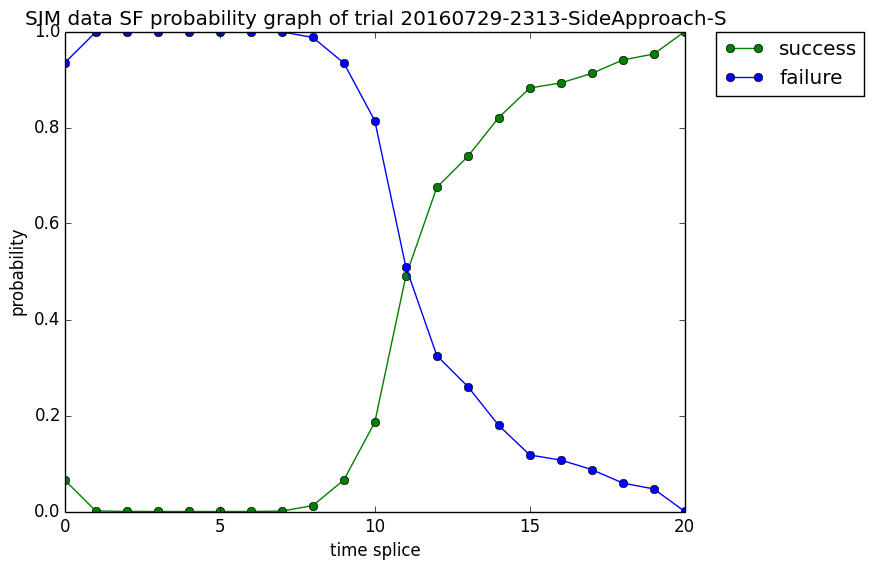 SJM data SF probability graph of trial 20160729-2313-SideApproach-S
success
failure
1.0
0.8
0.6
0.4
0.2
0.0
probability
0 5 10 15 20
time splice